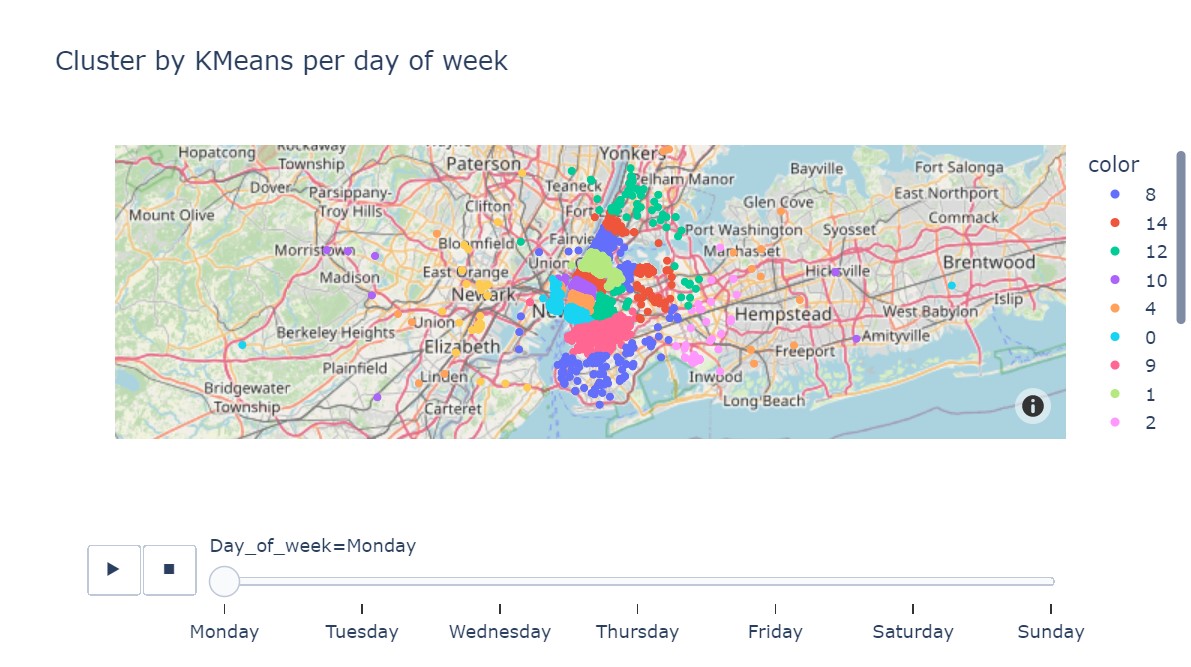 Cluster by KMeans per day of week
Hopatcong
Rockaway
Township
Paterson
Yonkers
Bayville
Fort Salonga
Dover
Parsippany-
Troy Hills
Teaneck
Pelham Manor
East Northport
Mount Olive
Clifton
Fort
Glen Cove
Commack
Port Washington
Syosset
Morristown
Bloomfield
Fairvie
Manhasset
Brentwood
Madison
East Orange
Union
Hicksville
Newark
Islip
Berkeley Heights
Union
Hempstead
West Babylon
Elizabeth
Amityville
Freeport
Plainfield
Linden
Inwood
Bridgewater
Township
Carteret
Long Beach
color
8
14
12
10
4
0
9
1
2
Day_of_week=Monday
Monday Tuesday Wednesday Thursday Friday Saturday Sunday